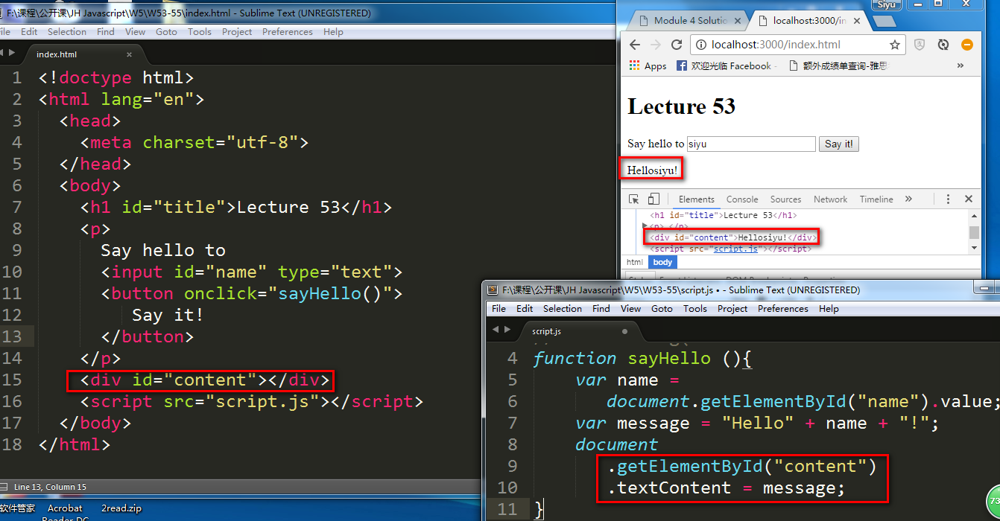 F:\课程\公开课\JH Javascript\W5\W53-55\index.html - Sublime Text (UNREGISTERED)
Edit Selection Find View Goto Tools Project Preferences Help
index.html
1 <!doctype html>
2 <html lang="en">
3 <head>
4 <meta charset="utf-8">
5 </head>
6 <body>
7 <h1 id="title">Lecture 53</h1>
8 <p>
9 Say hello to
10 <input id="name" type="text">
11 <button onclick="sayHello()">
12 Say it!
13 </button>
14 </p>
15 <div id="content"></div>
16 <script src="script.js"></script>
17 </body>
18 </html>
Line 13, Column 15
软件管家 Acrobat 2read.zip
Reader DC
Siyu
Module 4 Solutio localhost:3000/in
localhost:3000/index.html
Apps 欢迎光临 Facebook - 额外成绩单查询-雅思 »
Lecture 53
Say hello to siyu Say it!
Hellosiyu!
Elements Console Sources Network Timeline »
<h1 id="title">Lecture 53</h1>
<p>…</p>
<div id="content">Hellosiyu!</div>
<script src="script.js"></script>
html body
F:\课程\公开课\JH Javascript\W5\W53-55\script.js • - Sublime Text (UNREGISTERED)
File Edit Selection Find View Goto Tools Project Preferences Help
script.js
4 function sayHello (){
5 var name =
6 document.getElementById("name").value;
7 var message = "Hello" + name + "!";
8 document
9 .getElementById("content")
10 .textContent = message;
11 }
73